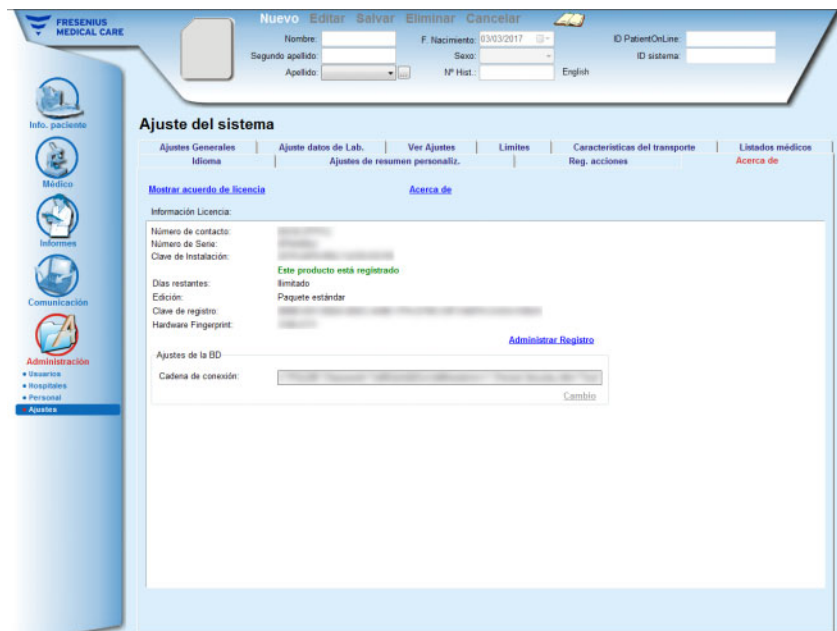 FRESENIUS
MEDICAL CARE
Nuevo Editar Salvar Eliminar Cancelar
Nombre: F. Nacimiento: 03/03/2017 ID PatientOnLine:
Segundo apellido: Sexo: ID sistema:
Apellido: ... Nº Hist.: English
Info. paciente
Médico
Informes
Comunicación
Administración
Usuarios
Hospitales
Personal
Ajustes
Ajuste del sistema
Ajustes Generales | Ajuste datos de Lab. | Ver Ajustes | Limites | Caracteristicas del transporte | Listados médicos |
Idioma | Ajustes de resumen personaliz. | Reg. acciones | Acerca de
Mostrar acuerdo de licencia Acerca de
Información Licencia:
Número de contacto:
Número de Serie:
Clave de Instalación:
Este producto está registrado
Días restantes: Ilimitado
Edición: Paquete estándar
Clave de registro:
Hardware Fingerprint:
Administrar Registro
Ajustes de la BD
Cadena de conexión:
Cambio